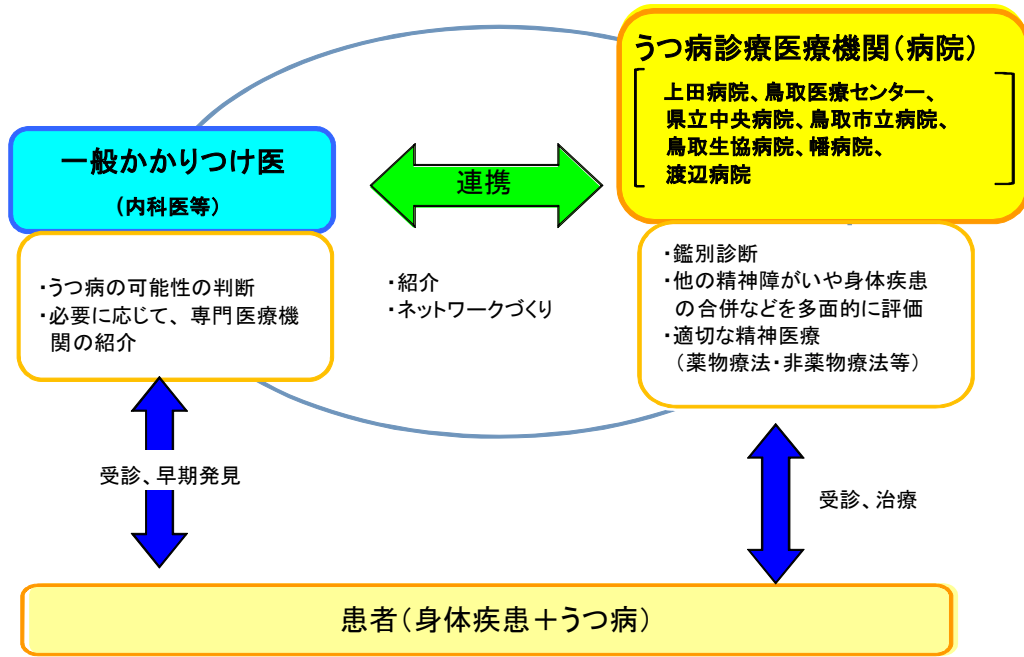 うつ病診療医療機関(病院)
上田病院、鳥取医療センター、
県立中央病院、鳥取市立病院、
鳥取生協病院、幡病院、
渡辺病院
一般かかりつけ医
(内科医等)
連携
・うつ病の可能性の判断
・必要に応じて、専門医療機
関の紹介
・紹介
・ネットワークづくり
・鑑別診断
・他の精神障がいや身体疾患
の合併などを多面的に評価
・適切な精神医療
(薬物療法・非薬物療法等)
受診、早期発見
受診、治療
患者(身体疾患+うつ病)